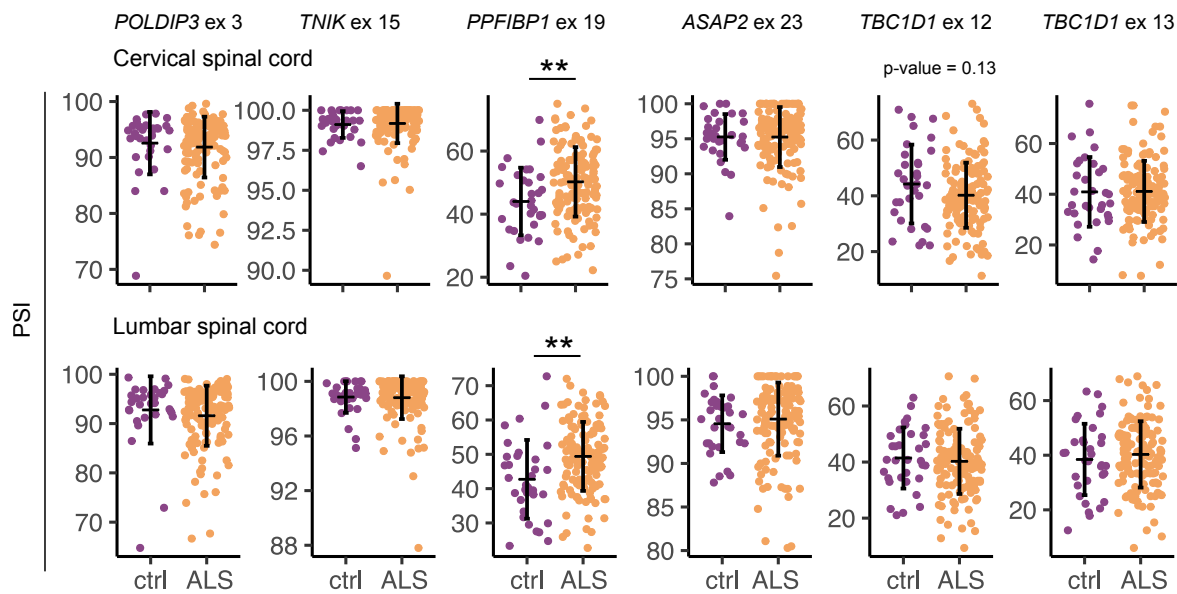 POLDIP3 ex 3 TNIK ex 15 PPFIBP1 ex 19 ASAP2 ex 23 TBC1D1 ex 12 TBC1D1 ex 13
Cervical spinal cord
** p-value = 0.13
100 90 80 70
100.0 97.5 95.0 92.5 90.0
60 40 20
100 95 90 85 80 75
60 40 20
60 40 20
PSI
Lumbar spinal cord
**
100 90 80 70
100 96 92 88
70 60 50 40 30
100 95 90 85 80
60 40 20
60 40 20
ctrl ALS ctrl ALS ctrl ALS ctrl ALS ctrl ALS ctrl ALS